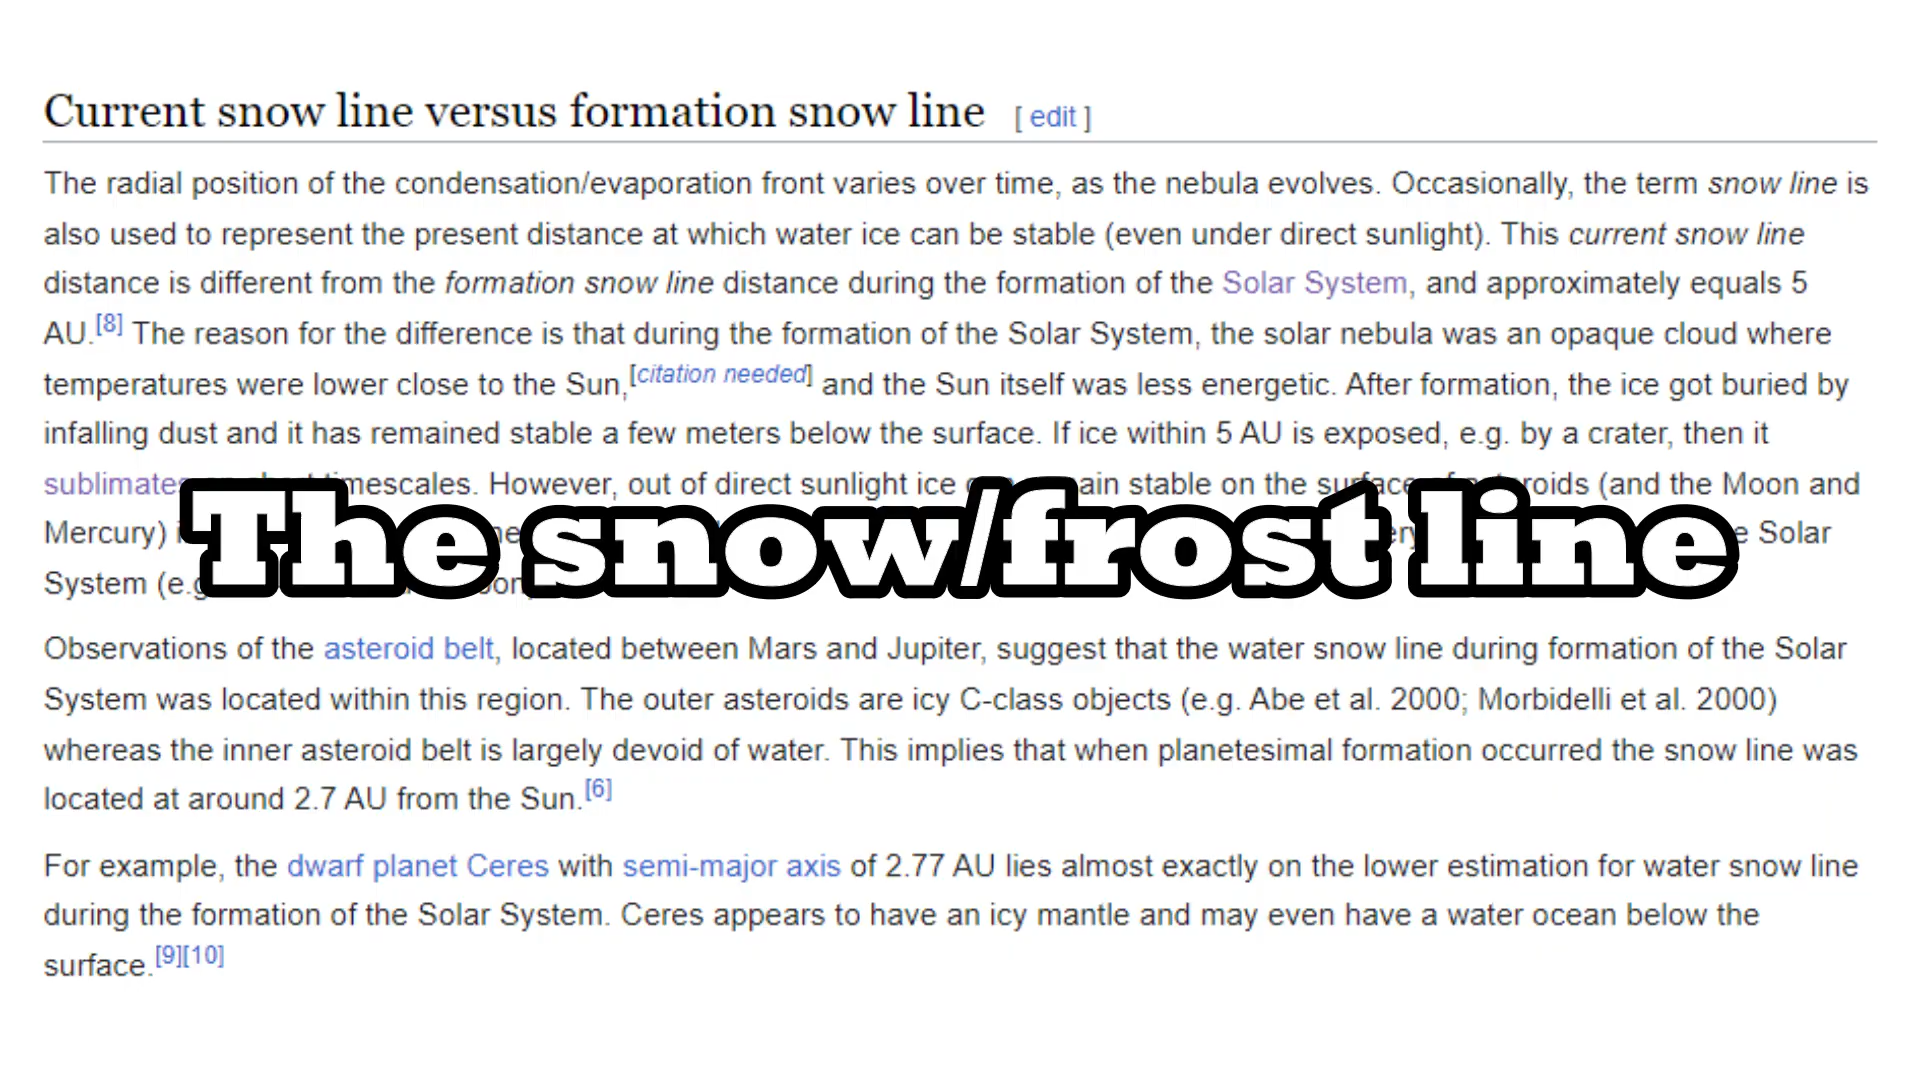 Current snow line versus formation snow line [ edit ]
The radial position of the condensation/evaporation front varies over time, as the nebula evolves. Occasionally, the term snow line is
also used to represent the present distance at which water ice can be stable (even under direct sunlight). This current snow line
distance is different from the formation snow line distance during the formation of the Solar System, and approximately equals 5
AU.[8] The reason for the difference is that during the formation of the Solar System, the solar nebula was an opaque cloud where
temperatures were lower close to the Sun,[citation needed] and the Sun itself was less energetic. After formation, the ice got buried by
infalling dust and it has remained stable a few meters below the surface. If ice within 5 AU is exposed, e.g. by a crater, then it
sublimates on short timescales. However, out of direct sunlight ice can remain stable on the surface of asteroids (and the Moon and
Mercury)
The snow/frost line
Solar
System (e.g.
Observations of the asteroid belt, located between Mars and Jupiter, suggest that the water snow line during formation of the Solar
System was located within this region. The outer asteroids are icy C-class objects (e.g. Abe et al. 2000; Morbidelli et al. 2000)
whereas the inner asteroid belt is largely devoid of water. This implies that when planetesimal formation occurred the snow line was
located at around 2.7 AU from the Sun.[6]
For example, the dwarf planet Ceres with semi-major axis of 2.77 AU lies almost exactly on the lower estimation for water snow line
during the formation of the Solar System. Ceres appears to have an icy mantle and may even have a water ocean below the
surface.[9][10]